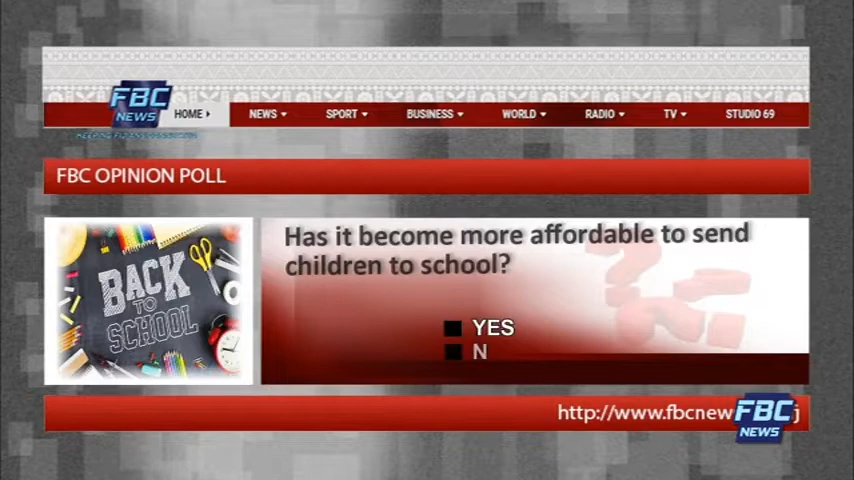 FBC
NEWS
HOME
NEWS
SPORT
BUSINESS
WORLD
RADIO
TV
STUDIO 69
FBC OPINION POLL
BACK
TO
SCHOOL
Has it become more affordable to send
children to school?
YES
N
http://www.fbcnew j
FBC
NEWS